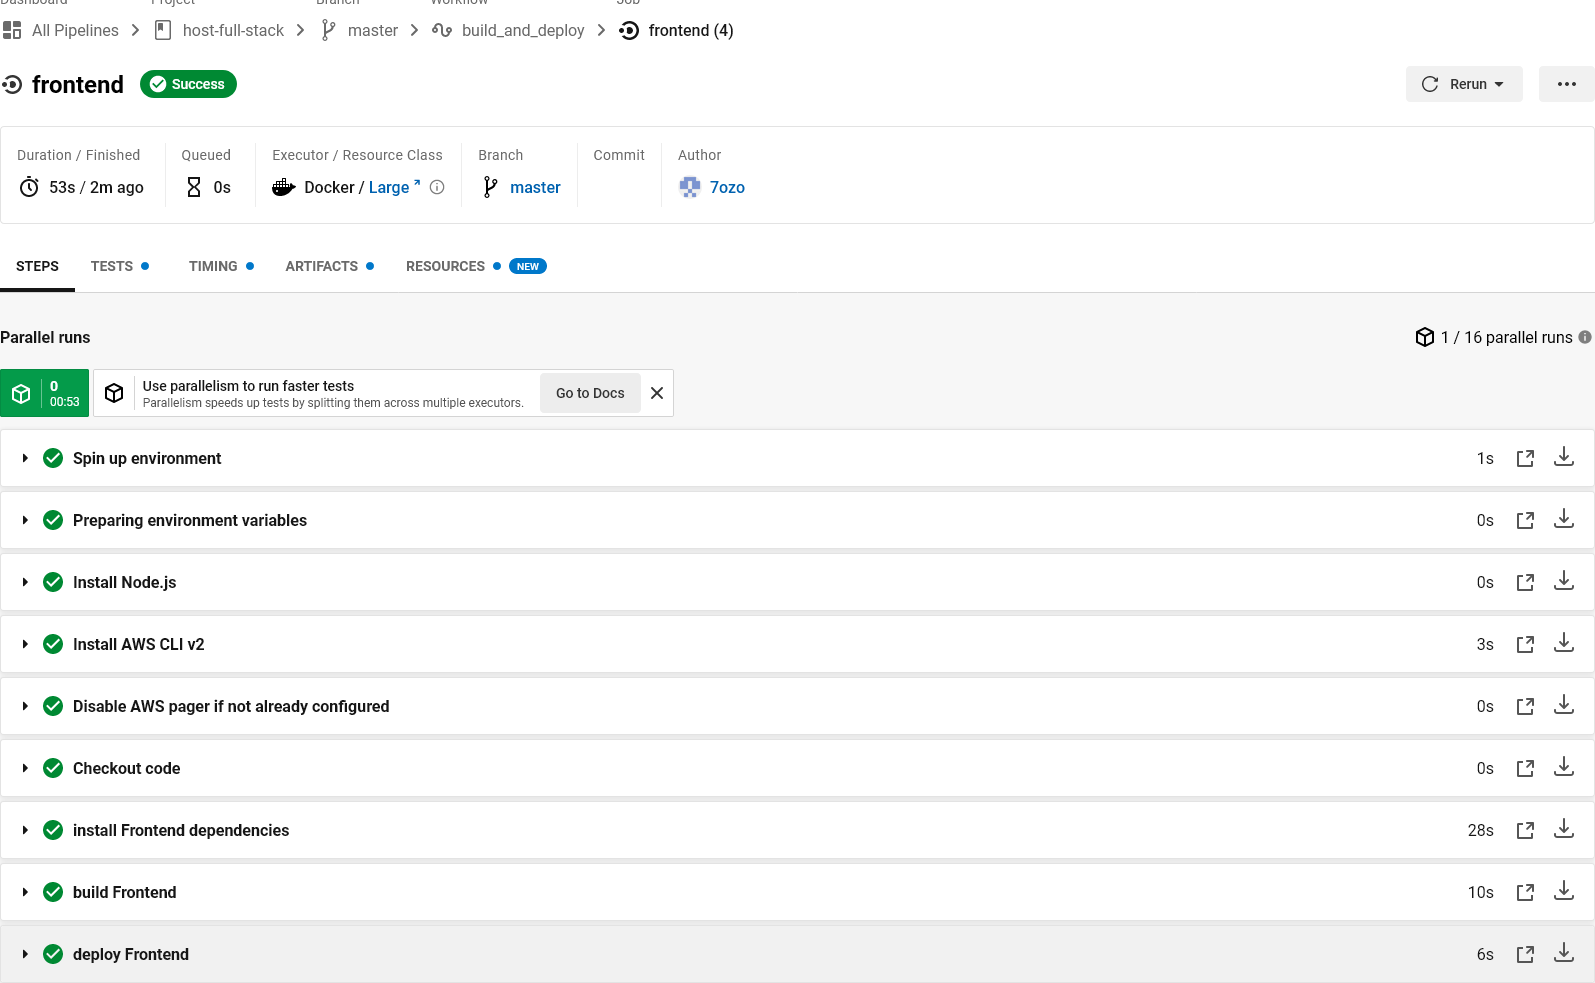 Dashboard Project Branch Workflow Job
All Pipelines host-full-stack master build_and_deploy frontend (4)
frontend Success Rerun
Duration / Finished Queued Executor / Resource Class Branch Commit Author
53s / 2m ago 0s Docker / Large master 7ozo
STEPS TESTS TIMING ARTIFACTS RESOURCES NEW
Parallel runs 1 / 16 parallel runs
0
00:53
Use parallelism to run faster tests
Parallelism speeds up tests by splitting them across multiple executors.
Go to Docs
Spin up environment 1s
Preparing environment variables 0s
Install Node.js 0s
Install AWS CLI v2 3s
Disable AWS pager if not already configured 0s
Checkout code 0s
install Frontend dependencies 28s
build Frontend 10s
deploy Frontend 6s